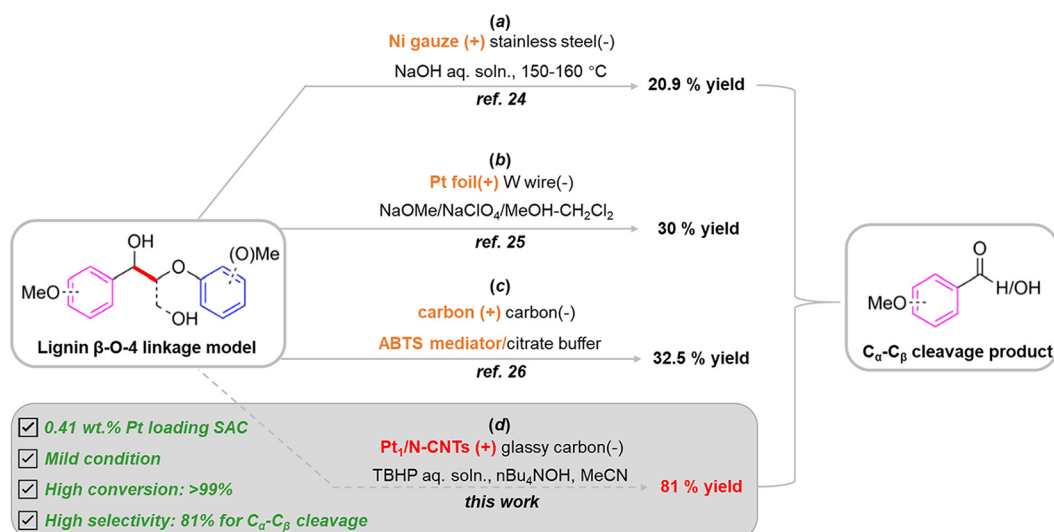 (a)
Ni gauze (+) stainless steel(-)
NaOH aq. soln., 150-160 °C
ref. 24
20.9 % yield
(b)
Pt foil(+) W wire(-)
NaOMe/NaClO₄/MeOH-CH₂Cl₂
ref. 25
30 % yield
OH
MeO
O
(O)Me
OH
Lignin β-O-4 linkage model
(c)
carbon (+) carbon(-)
ABTS mediator/citrate buffer
ref. 26
32.5 % yield
O
H/OH
MeO
Cα-Cβ cleavage product
0.41 wt.% Pt loading SAC
Mild condition
High conversion: >99%
High selectivity: 81% for Cα-Cβ cleavage
(d)
Pt₁/N-CNTs (+) glassy carbon(-)
TBHP aq. soln., nBu₄NOH, MeCN
this work
81 % yield